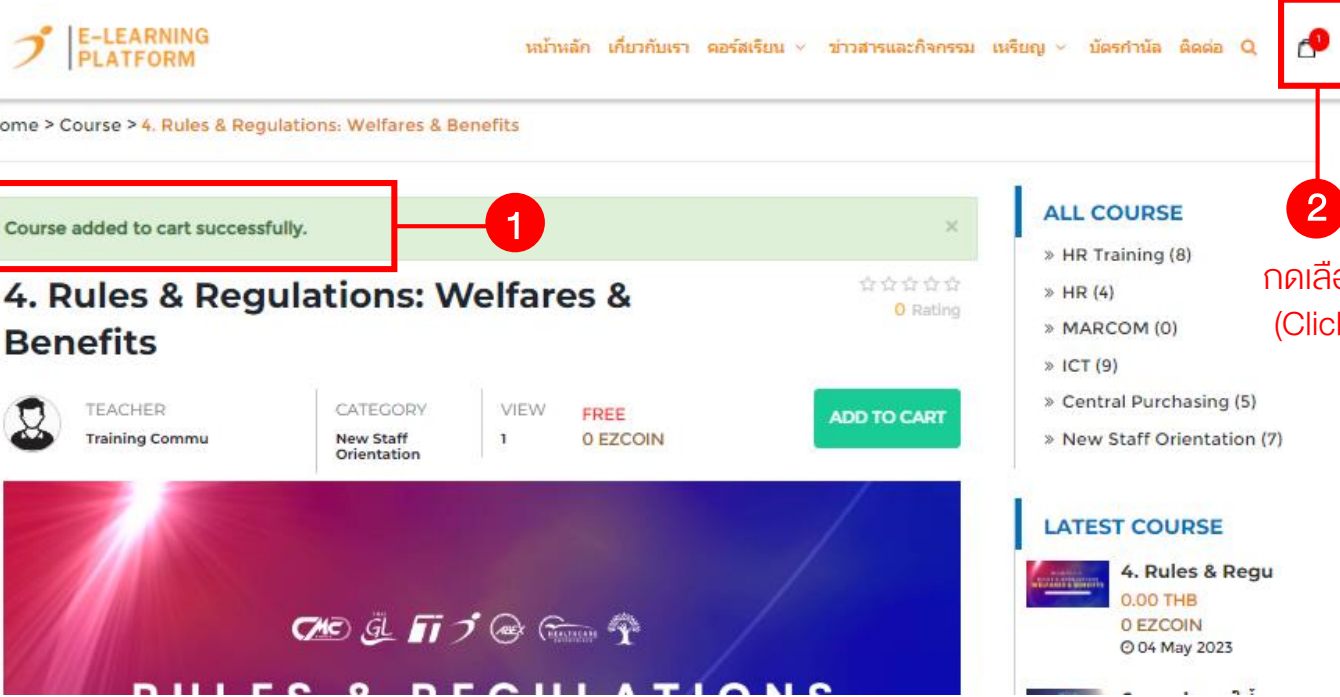 E-LEARNING
PLATFORM
หน้าหลัก เกี่ยวกับเรา คอร์สเรียน ข่าวสารและกิจกรรม เหรียญ บัตรกำนัล ติดต่อ
1
ome > Course > 4. Rules & Regulations: Welfares & Benefits
Course added to cart successfully.
×
1
4. Rules & Regulations: Welfares &
Benefits
0 Rating
TEACHER
Training Commu
CATEGORY
New Staff
Orientation
VIEW
1
FREE
0 EZCOIN
ADD TO CART
CMC GL TI ABEX HEALTHCARE
RULES & REGULATIONS
ALL COURSE
» HR Training (8)
» HR (4)
» MARCOM (0)
» ICT (9)
» Central Purchasing (5)
» New Staff Orientation (7)
2
กดเลือ
(Clic
LATEST COURSE
4. Rules & Regu
0.00 THB
0 EZCOIN
04 May 2023